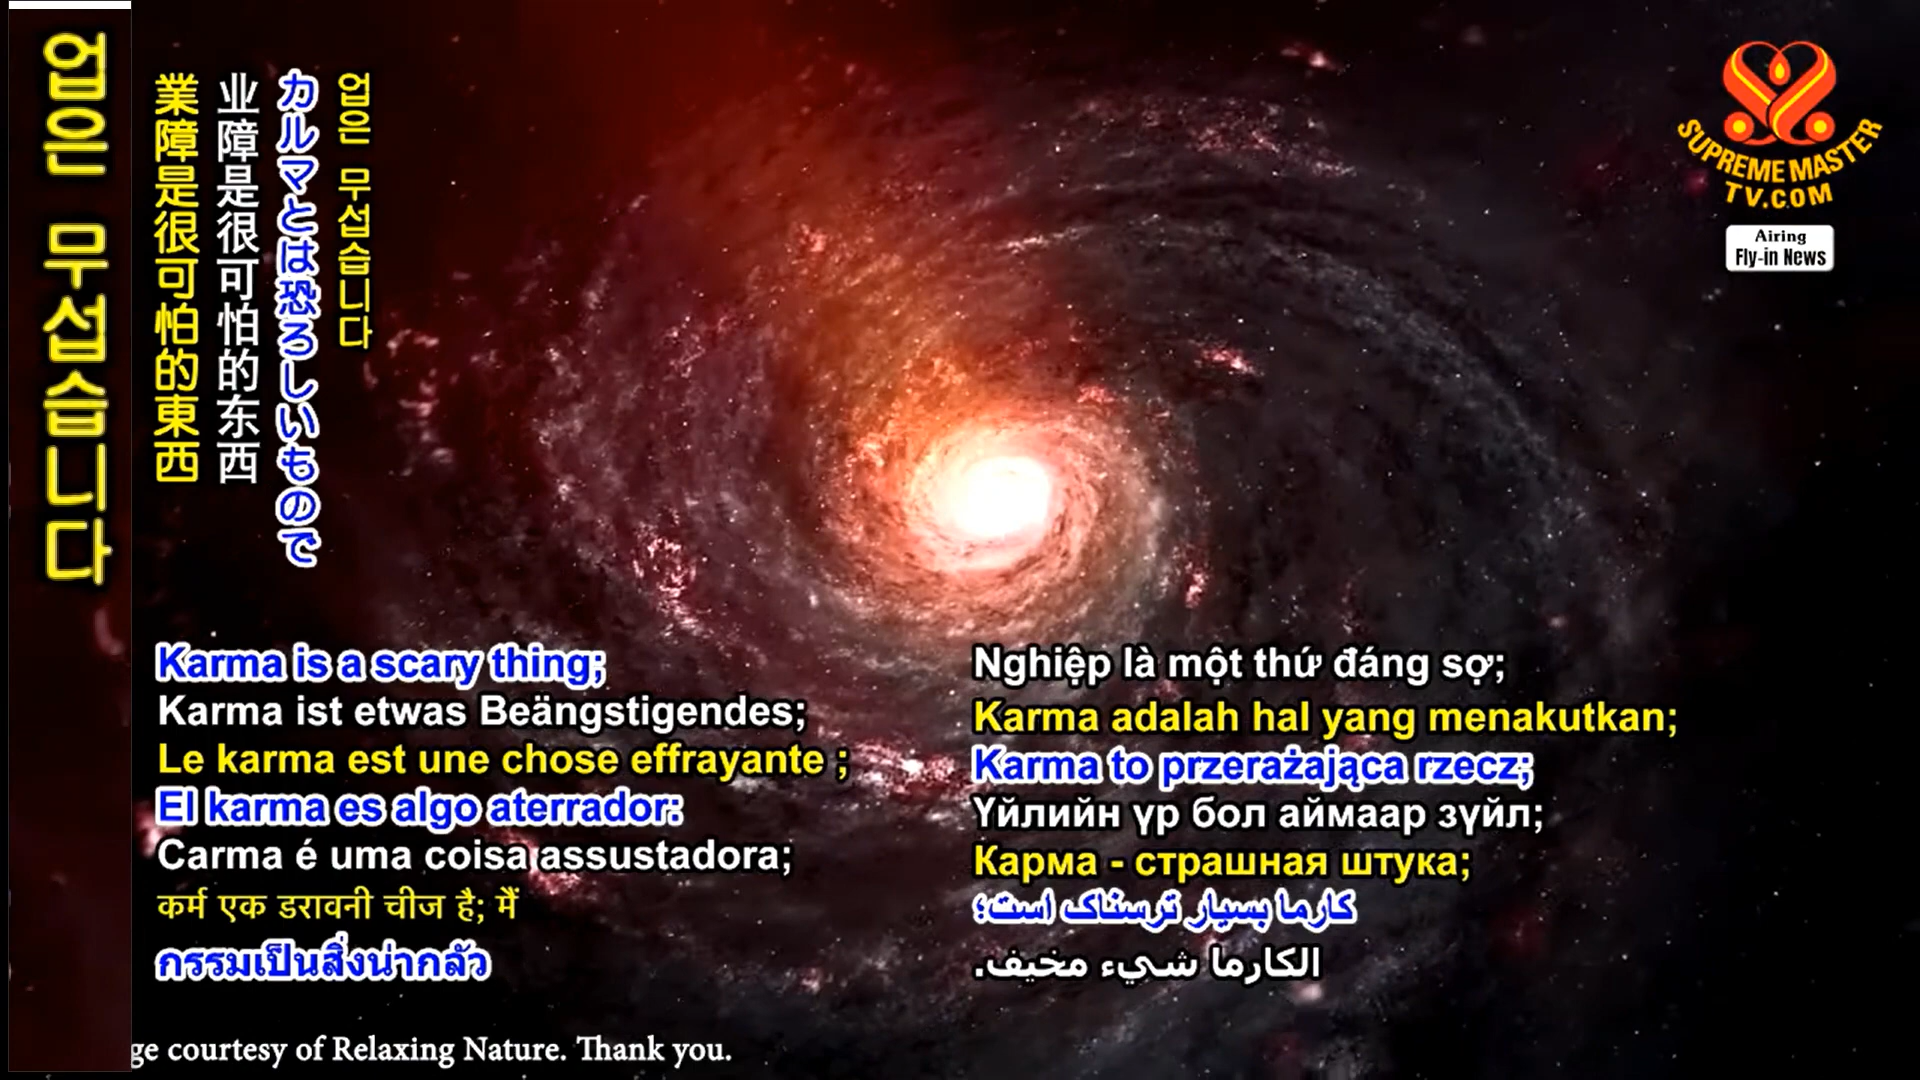 업은 무섭습니다
業障是很可怕的東西
业障是很可怕的东西
カルマとは恐ろしいもので
업은 무섭습니다
SUPREME MASTER
TV.COM
Airing
Fly-in News
Karma is a scary thing;
Karma ist etwas Beängstigendes;
Le karma est une chose effrayante ;
El karma es algo aterrador:
Carma é uma coisa assustadora;
कर्म एक डरावनी चीज है; मैं
กรรมเป็นสิ่งน่ากลัว
Nghiệp là một thứ đáng sợ;
Karma adalah hal yang menakutkan;
Karma to przerażająca rzecz;
Үйлийн үр бол аймаар зүйл;
Карма - страшная штука;
کارما بسیار ترسناک است؛
الكارما شيء مخيف.
ge courtesy of Relaxing Nature. Thank you.